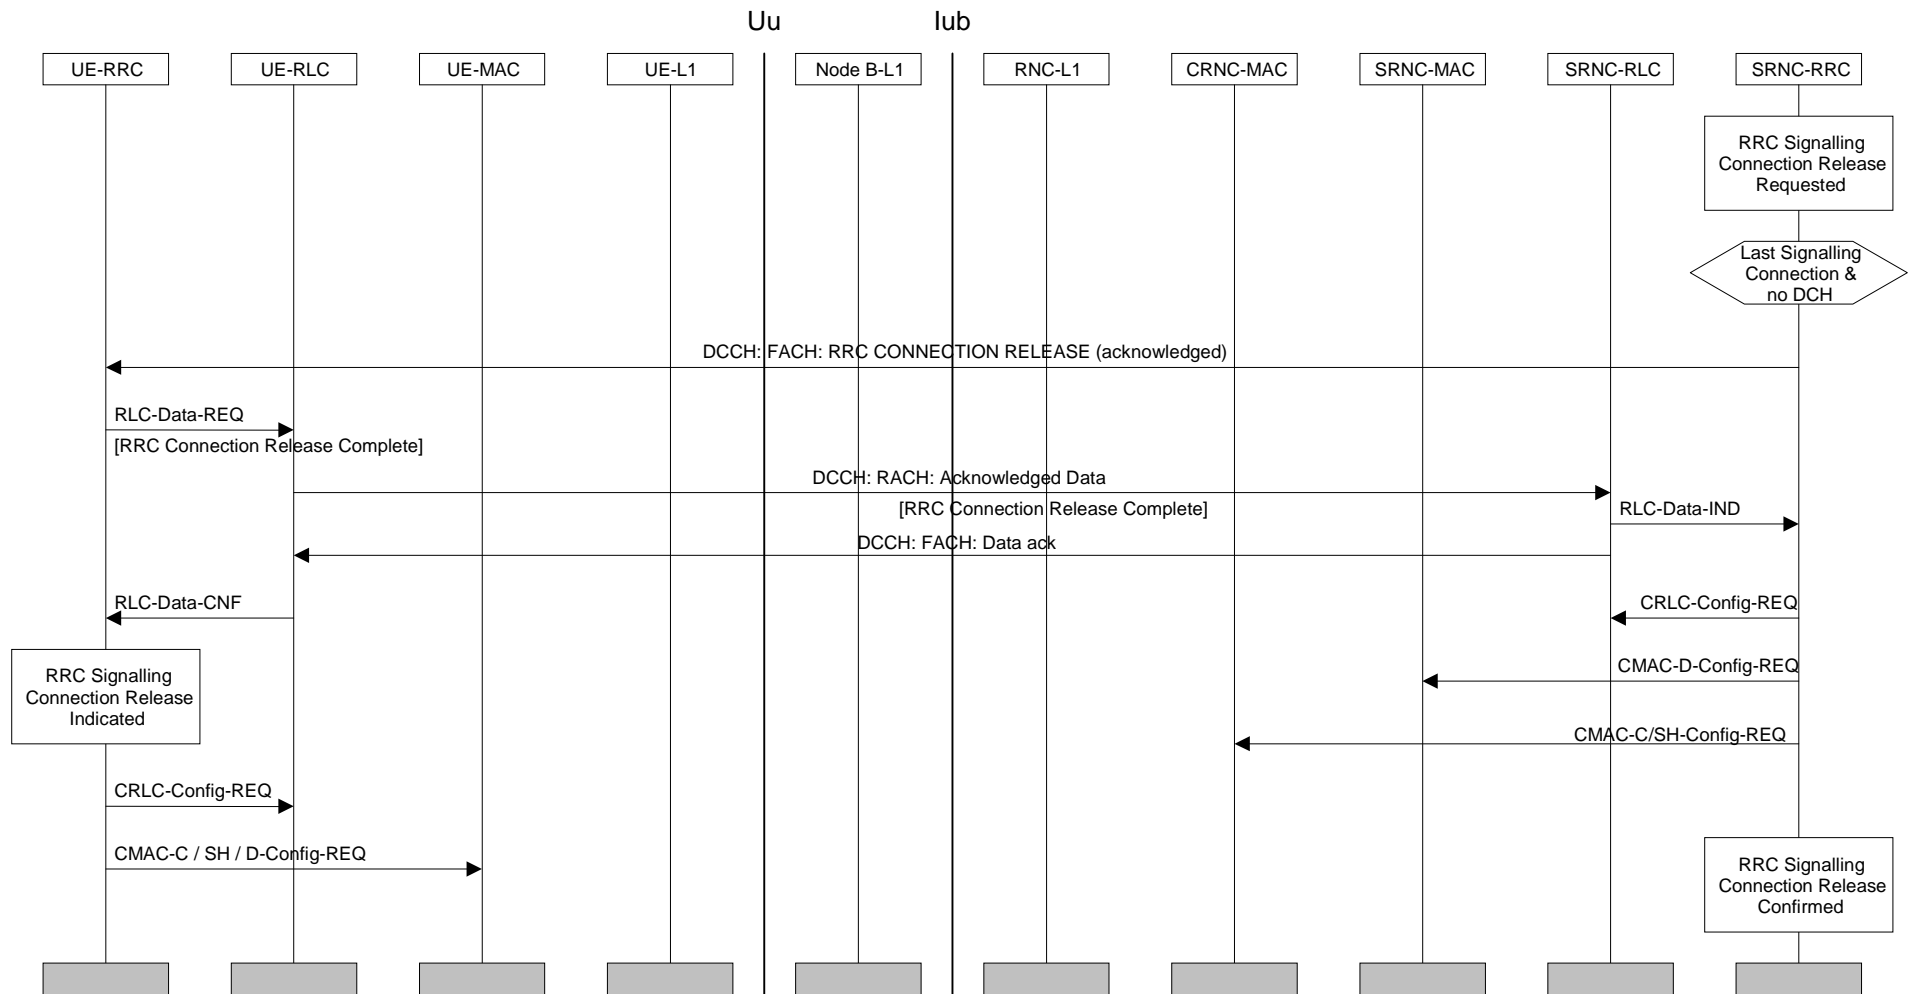 Uu
Iub
UE-RRC
UE-RLC
UE-MAC
UE-L1
Node B-L1
RNC-L1
CRNC-MAC
SRNC-MAC
SRNC-RLC
SRNC-RRC
RRC Signalling
Connection Release
Requested
Last Signalling
Connection &
no DCH
DCCH: FACH: RRC CONNECTION RELEASE (acknowledged)
RLC-Data-REQ
[RRC Connection Release Complete]
DCCH: RACH: Acknowledged Data
[RRC Connection Release Complete]
RLC-Data-IND
DCCH: FACH: Data ack
RLC-Data-CNF
CRLC-Config-REQ
RRC Signalling
Connection Release
Indicated
CMAC-D-Config-REQ
CMAC-C/SH-Config-REQ
CRLC-Config-REQ
CMAC-C / SH / D-Config-REQ
RRC Signalling
Connection Release
Confirmed